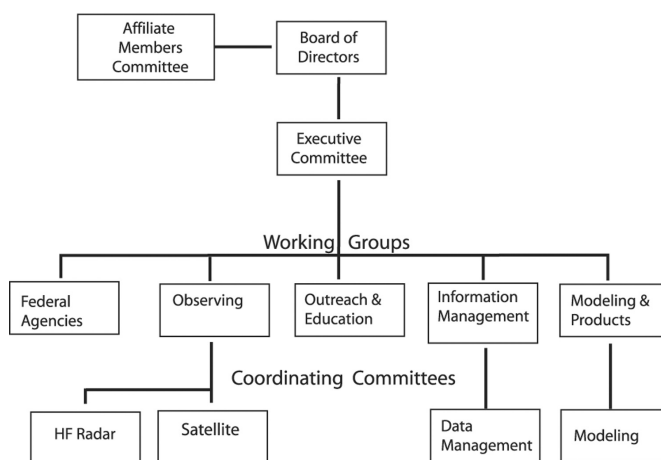 Affiliate
Members
Committee
Board of
Directors
Executive
Committee
Working Groups
Federal
Agencies
Observing
Outreach &
Education
Information
Management
Modeling &
Products
Coordinating Committees
HF Radar
Satellite
Data
Management
Modeling